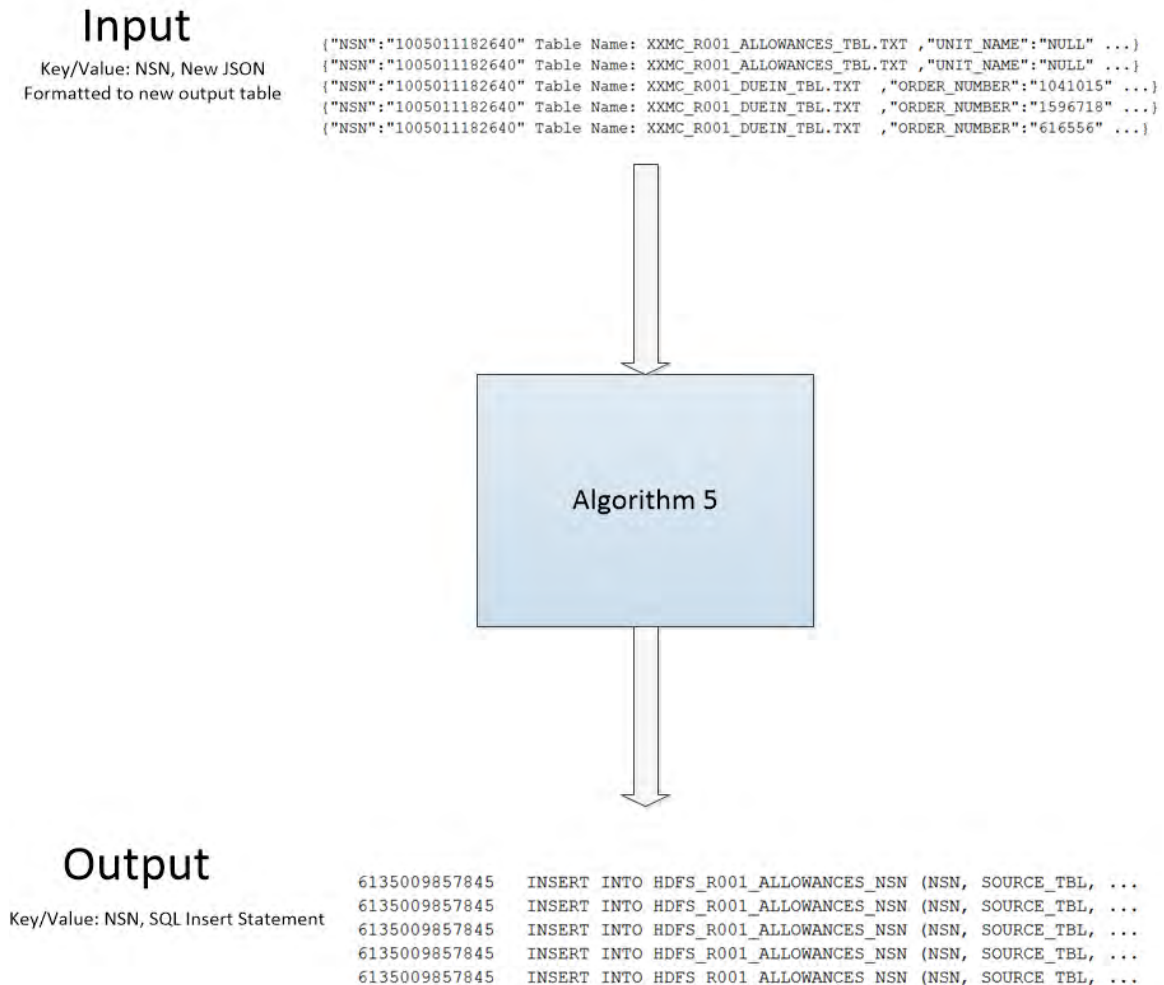 Input
Key/Value: NSN, New JSON
Formatted to new output table
{"NSN":"1005011182640" Table Name: XXMC_R001_ALLOWANCES_TBL.TXT ,"UNIT_NAME":"NULL" ...}
{"NSN":"1005011182640" Table Name: XXMC_R001_ALLOWANCES_TBL.TXT ,"UNIT_NAME":"NULL" ...}
{"NSN":"1005011182640" Table Name: XXMC_R001_DUEIN_TBL.TXT ,"ORDER_NUMBER":"1041015" ...}
{"NSN":"1005011182640" Table Name: XXMC_R001_DUEIN_TBL.TXT ,"ORDER_NUMBER":"1596718" ...}
{"NSN":"1005011182640" Table Name: XXMC_R001_DUEIN_TBL.TXT ,"ORDER_NUMBER":"616556" ...}
Algorithm 5
Output
Key/Value: NSN, SQL Insert Statement
6135009857845 INSERT INTO HDFS_R001_ALLOWANCES_NSN (NSN, SOURCE_TBL, ...
6135009857845 INSERT INTO HDFS_R001_ALLOWANCES_NSN (NSN, SOURCE_TBL, ...
6135009857845 INSERT INTO HDFS_R001_ALLOWANCES_NSN (NSN, SOURCE_TBL, ...
6135009857845 INSERT INTO HDFS_R001_ALLOWANCES_NSN (NSN, SOURCE_TBL, ...
6135009857845 INSERT INTO HDFS_R001_ALLOWANCES_NSN (NSN, SOURCE_TBL, ...